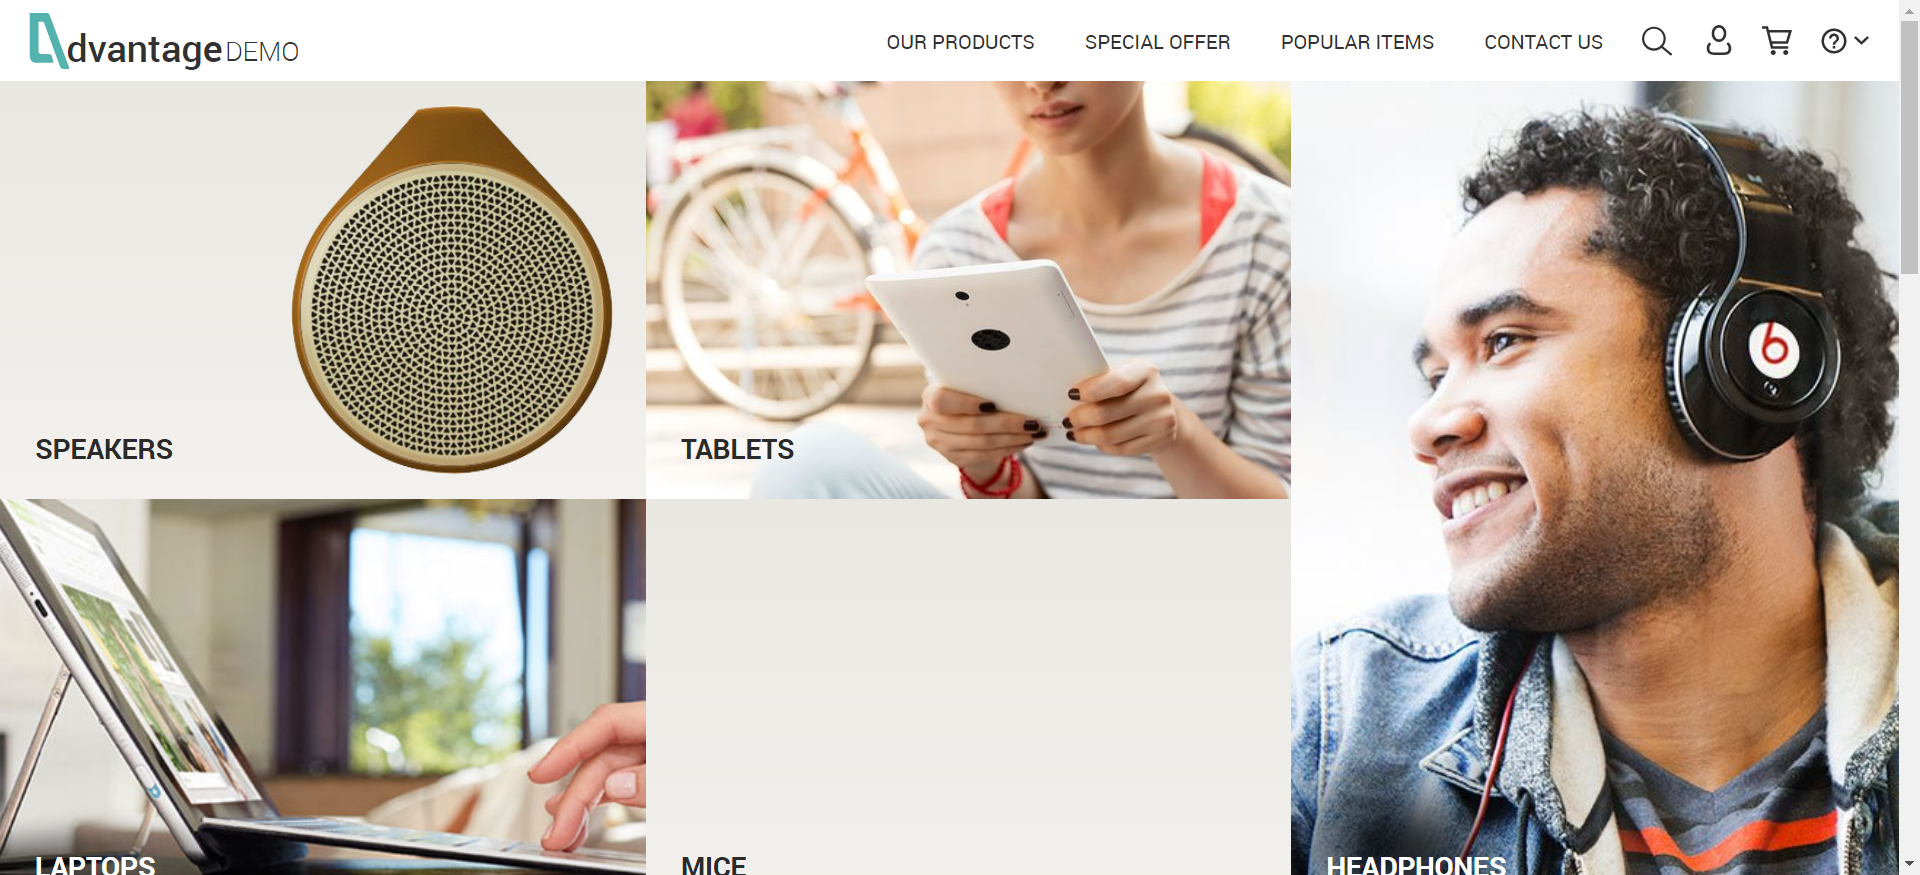 dvantage DEMO
OUR PRODUCTS
SPECIAL OFFER
POPULAR ITEMS
CONTACT US
SPEAKERS
TABLETS
LAPTOPS
MICE
HEADPHONES